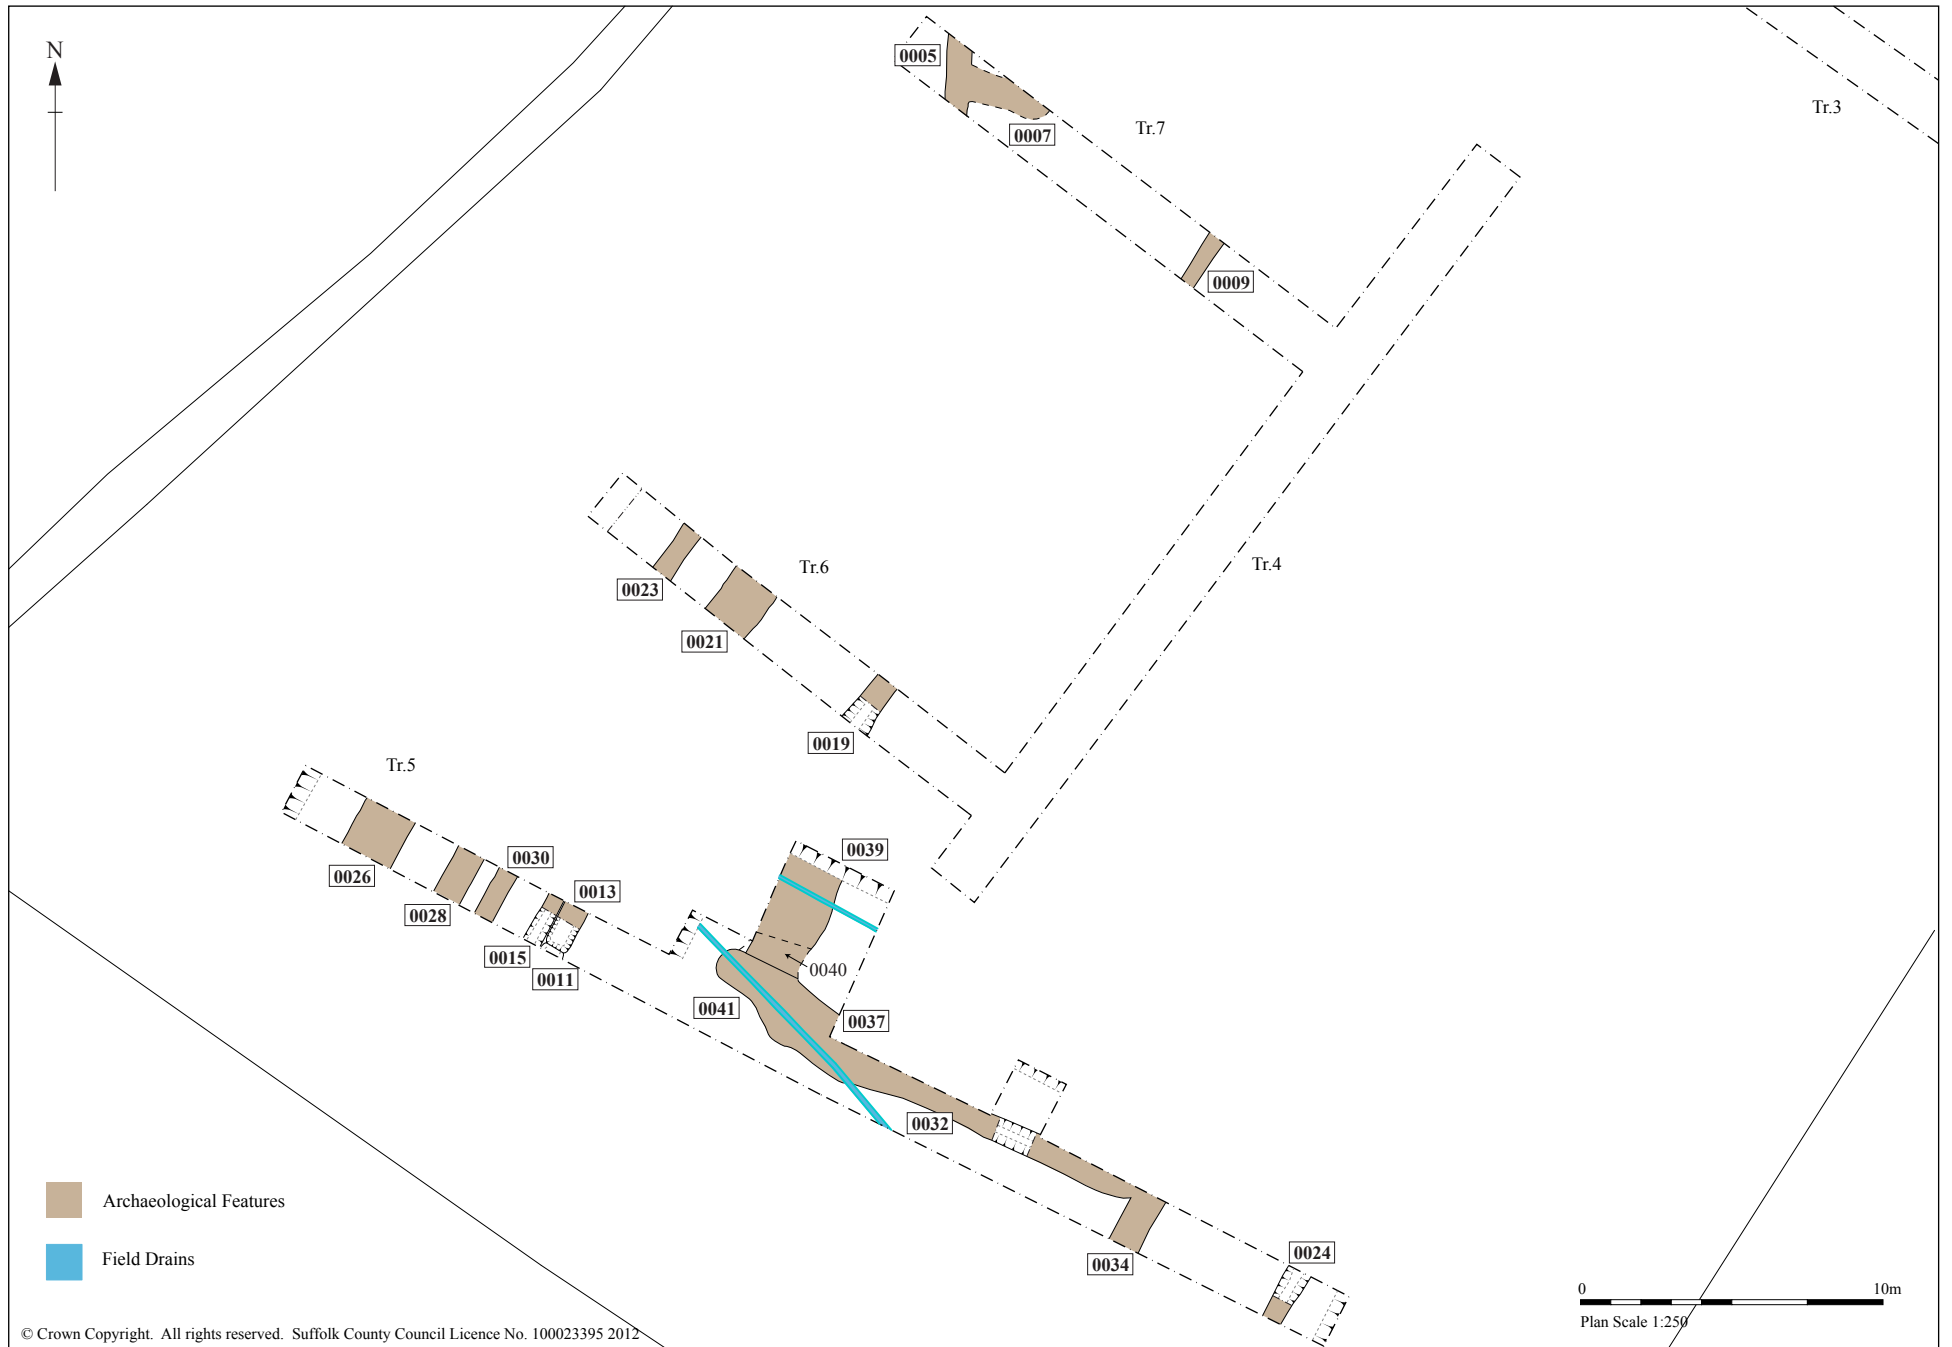 N
0005
0007
Tr.7
Tr.3
0009
Tr.6
Tr.4
0023
0021
0019
Tr.5
0030
0039
0026
0013
0028
0015
0011
0040
0041
0037
0032
0034
0024
Archaeological Features
Field Drains
0 10m
Plan Scale 1:250
© Crown Copyright. All rights reserved. Suffolk County Council Licence No. 100023395 2012